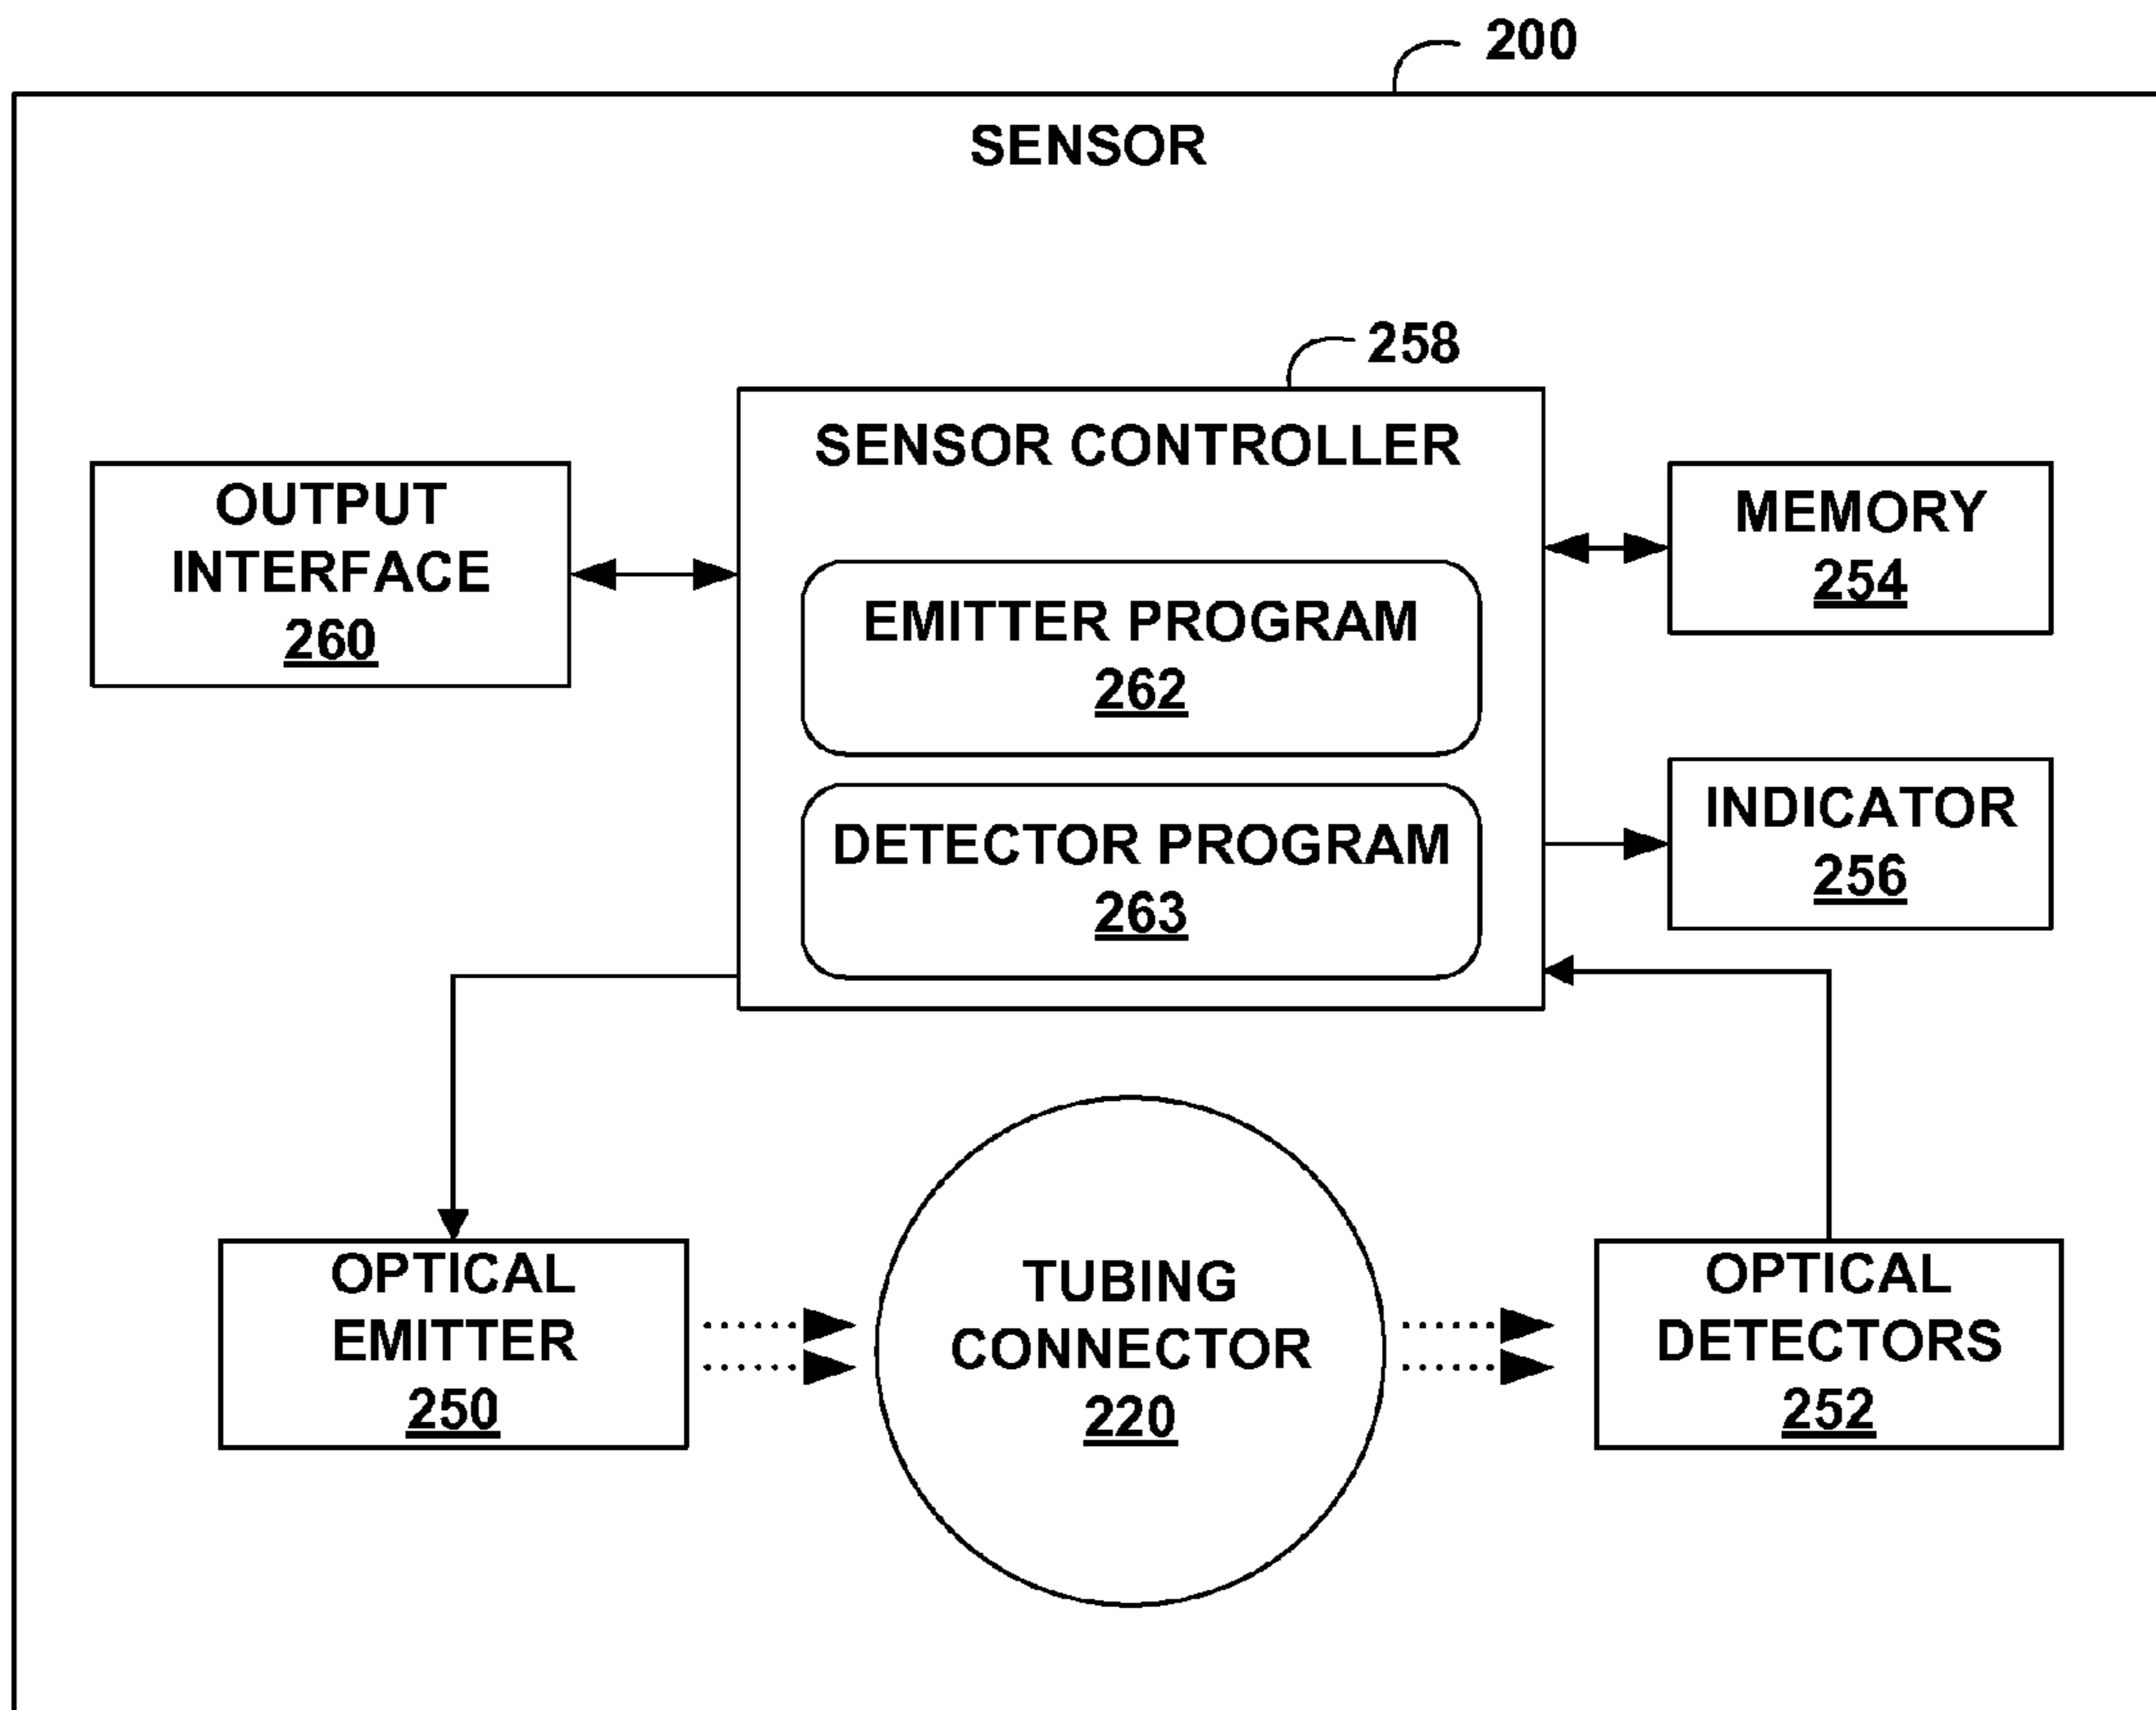 200
SENSOR
258
SENSOR CONTROLLER
OUTPUT
INTERFACE
260
EMITTER PROGRAM
262
MEMORY
254
DETECTOR PROGRAM
263
INDICATOR
256
OPTICAL
EMITTER
250
TUBING
CONNECTOR
220
OPTICAL
DETECTORS
252